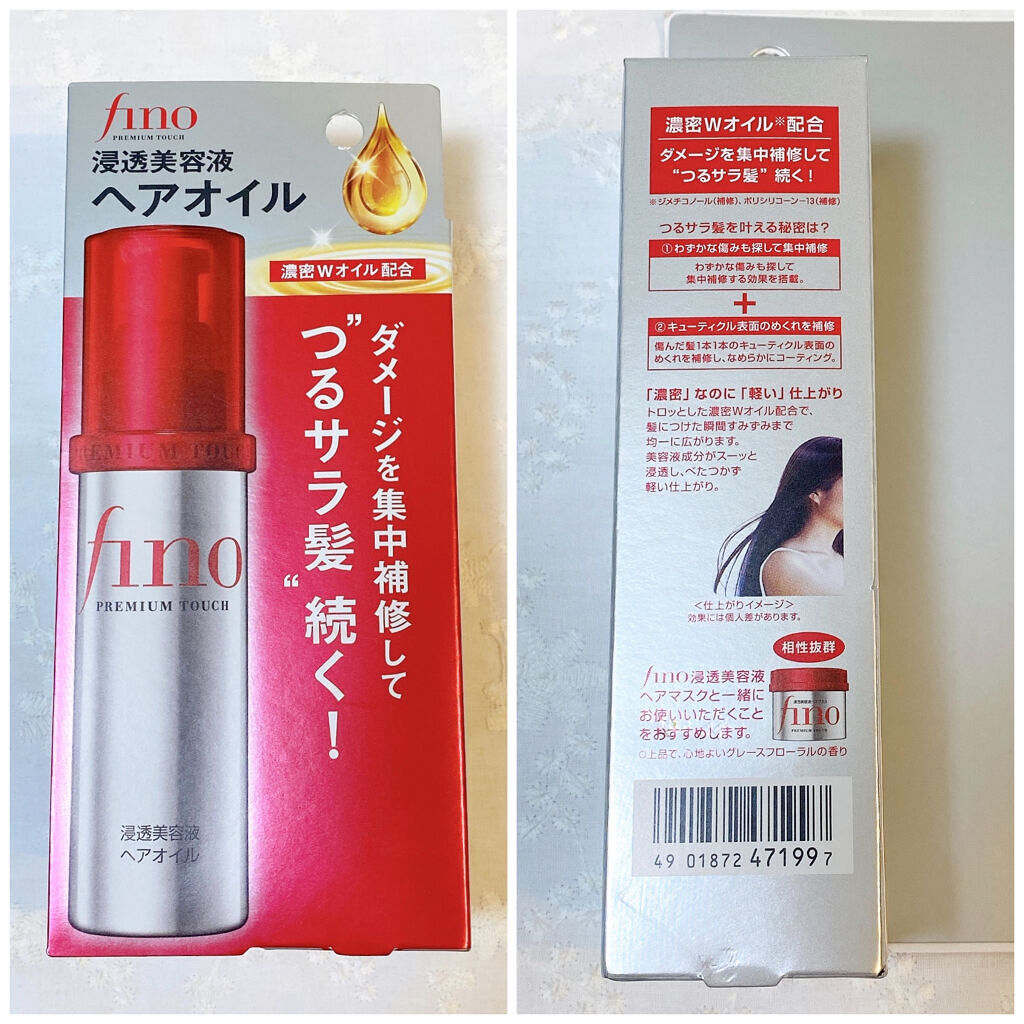 fino
PREMIUM TOUCH
浸透美容液
ヘアオイル
濃密Wオイル配合
ダメージを集中補修して
"つるサラ髪"続く!
PREMIUM TOUC
fino
PREMIUM TOUCH
浸透美容液
ヘアオイル
濃密Wオイル※配合
ダメージを集中補修して
"つるサラ髪" 続く!
※ジメチコノール(補修)、ポリシリコーン-13(補修)
つるサラ髪を叶える秘密は?
①わずかな傷みも探して集中補修
わずかな傷みも探して
集中補修する効果を搭載。
+
②キューティクル表面のめくれを補修
傷んだ髪1本1本のキューティクル表面の
めくれを補修し、なめらかにコーティング。
「濃密」なのに「軽い」仕上がり
トロッとした濃密Wオイル配合で、
髪につけた瞬間すみずみまで
均一に広がります。
美容液成分がスーッと
浸透し、べたつかず
軽い仕上がり。
<仕上がりイメージ>
効果には個人差があります。
相性抜群
fino浸透美容液
ヘアマスクと一緒に
お使いいただくこと
をおすすめします。
fino
PREMIUM TOUCH
○上品で、心地よいグレースフローラルの香り
49 01872 471997